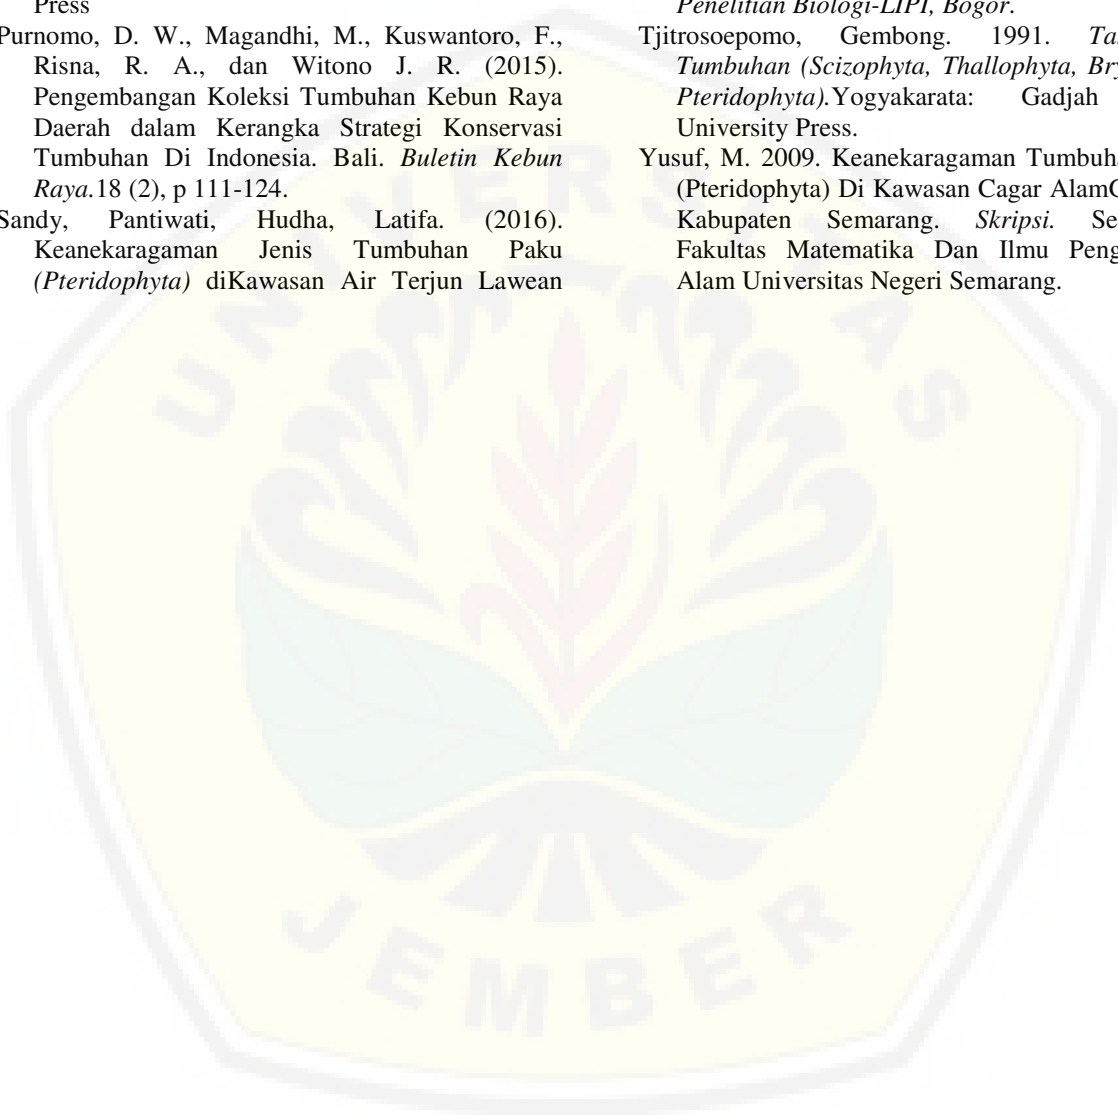 Press
Purnomo, D. W., Magandhi, M., Kuswantoro, F.,
Risna, R. A., dan Witono J. R. (2015).
Pengembangan Koleksi Tumbuhan Kebun Raya
Daerah dalam Kerangka Strategi Konservasi
Tumbuhan Di Indonesia. Bali. Buletin Kebun
Raya.18 (2), p 111-124.
Sandy, Pantiwati, Hudha, Latifa. (2016).
Keanekaragaman Jenis Tumbuhan Paku
(Pteridophyta) diKawasan Air Terjun Lawean
Penelitian Biologi-LIPI, Bogor.
Tjitrosoepomo, Gembong. 1991.
Tumbuhan (Scizophyta, Thallophyta,
Pteridophyta).Yogyakarata: Gadjah
University Press.
Yusuf, M. 2009. Keanekaragaman
(Pteridophyta) Di Kawasan Cagar
Kabupaten Semarang. Skripsi.
Fakultas Matematika Dan Ilmu
Alam Universitas Negeri Semarang.
UNIVERSITAS
JEMBER